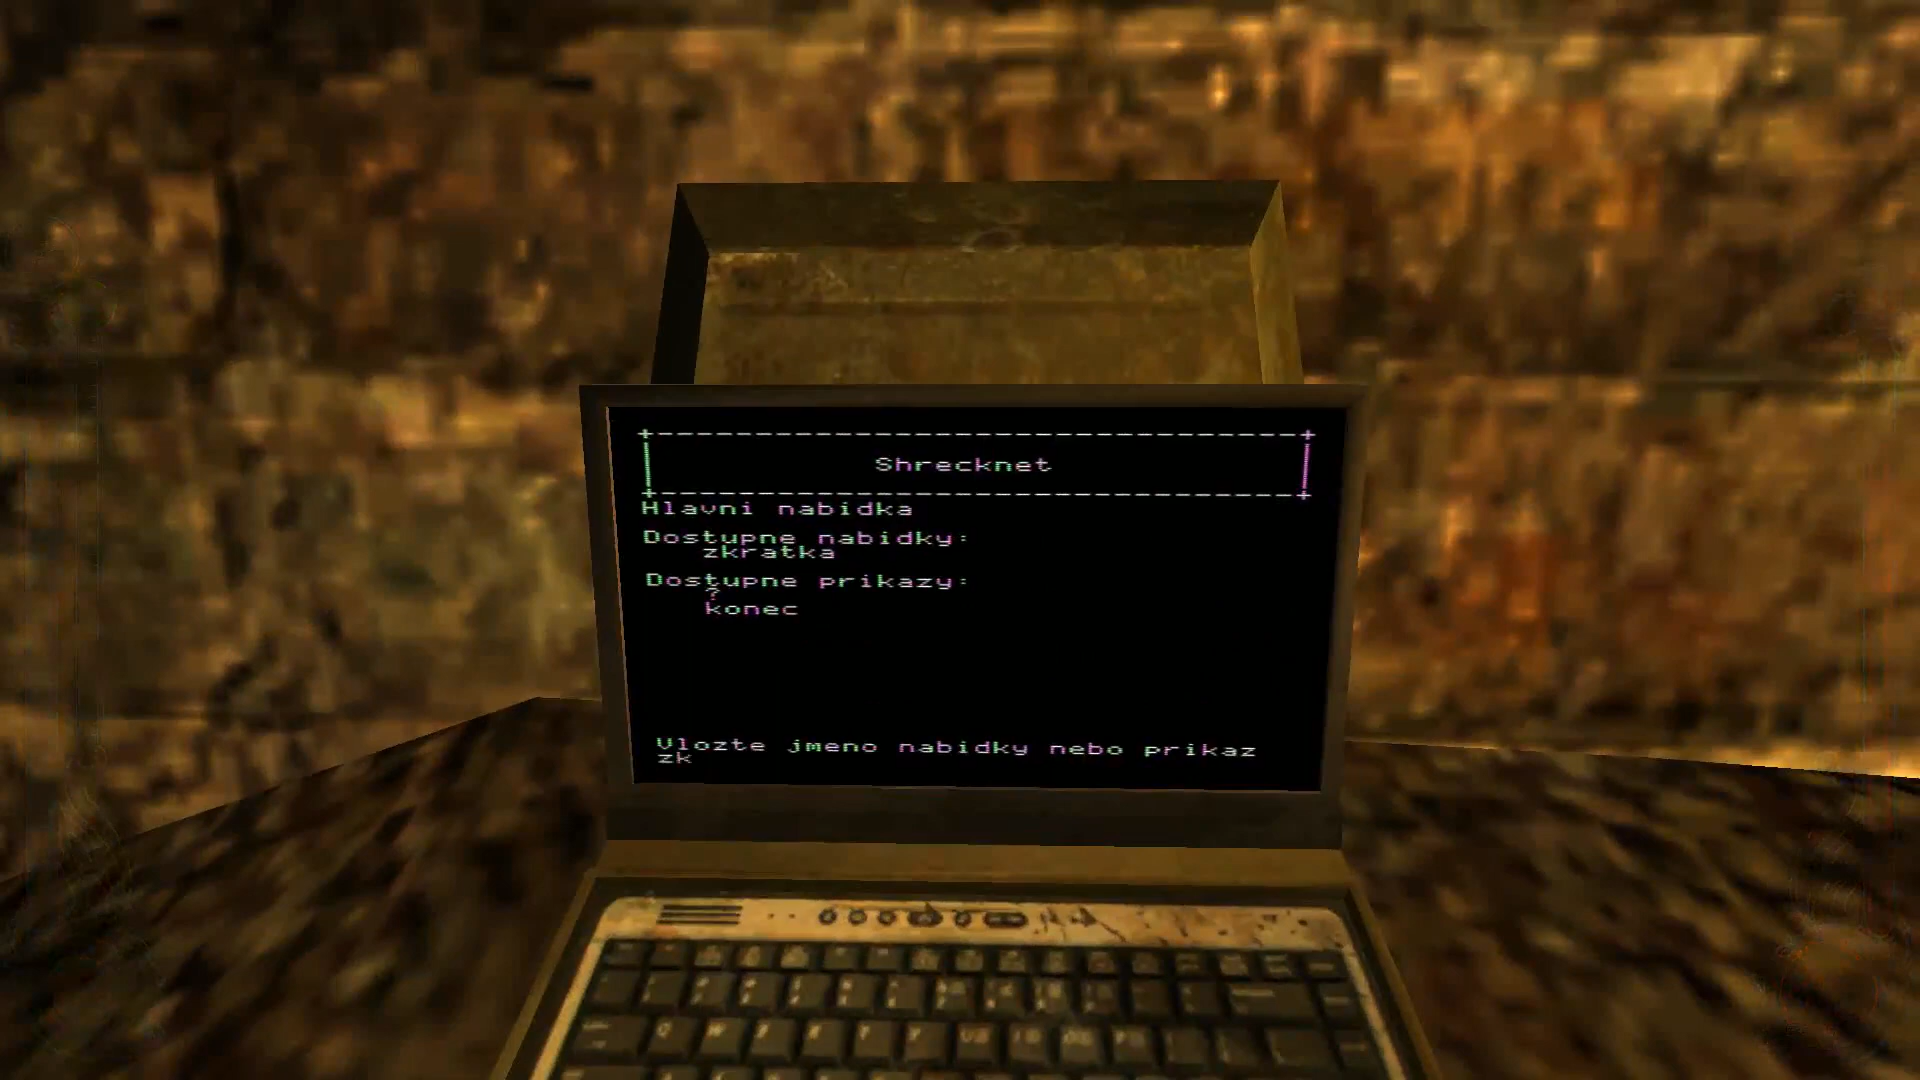 Shrecknet
Hlavni nabidka
Dostupne nabidky:
zkratka
Dostupne prikazy:
?
konec
Vlozte jmeno nabidky nebo prikaz
zk